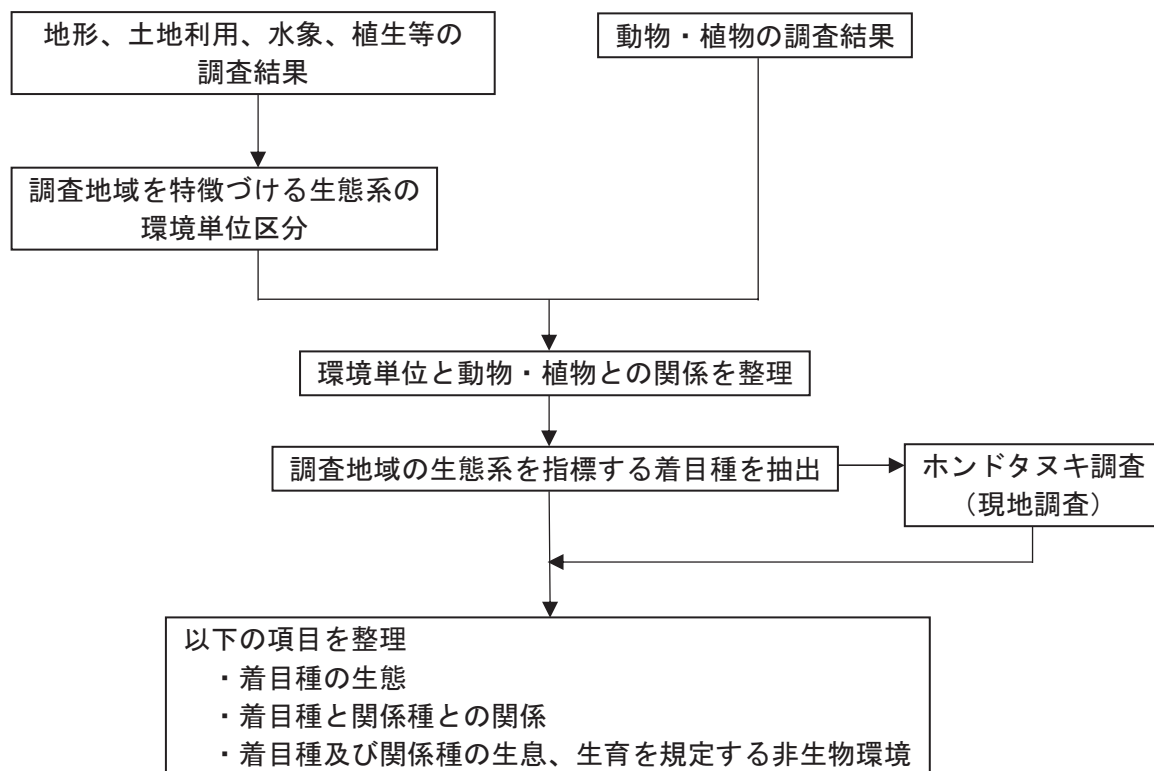 地形、土地利用、水象、植生等の
調査結果
動物・植物の調査結果
調査地域を特徴づける生態系の
環境単位区分
環境単位と動物・植物との関係を整理
調査地域の生態系を指標する着目種を抽出
ホンドタヌキ調査
（現地調査）
以下の項目を整理
・着目種の生態
・着目種と関係種との関係
・着目種及び関係種の生息、生育を規定する非生物環境